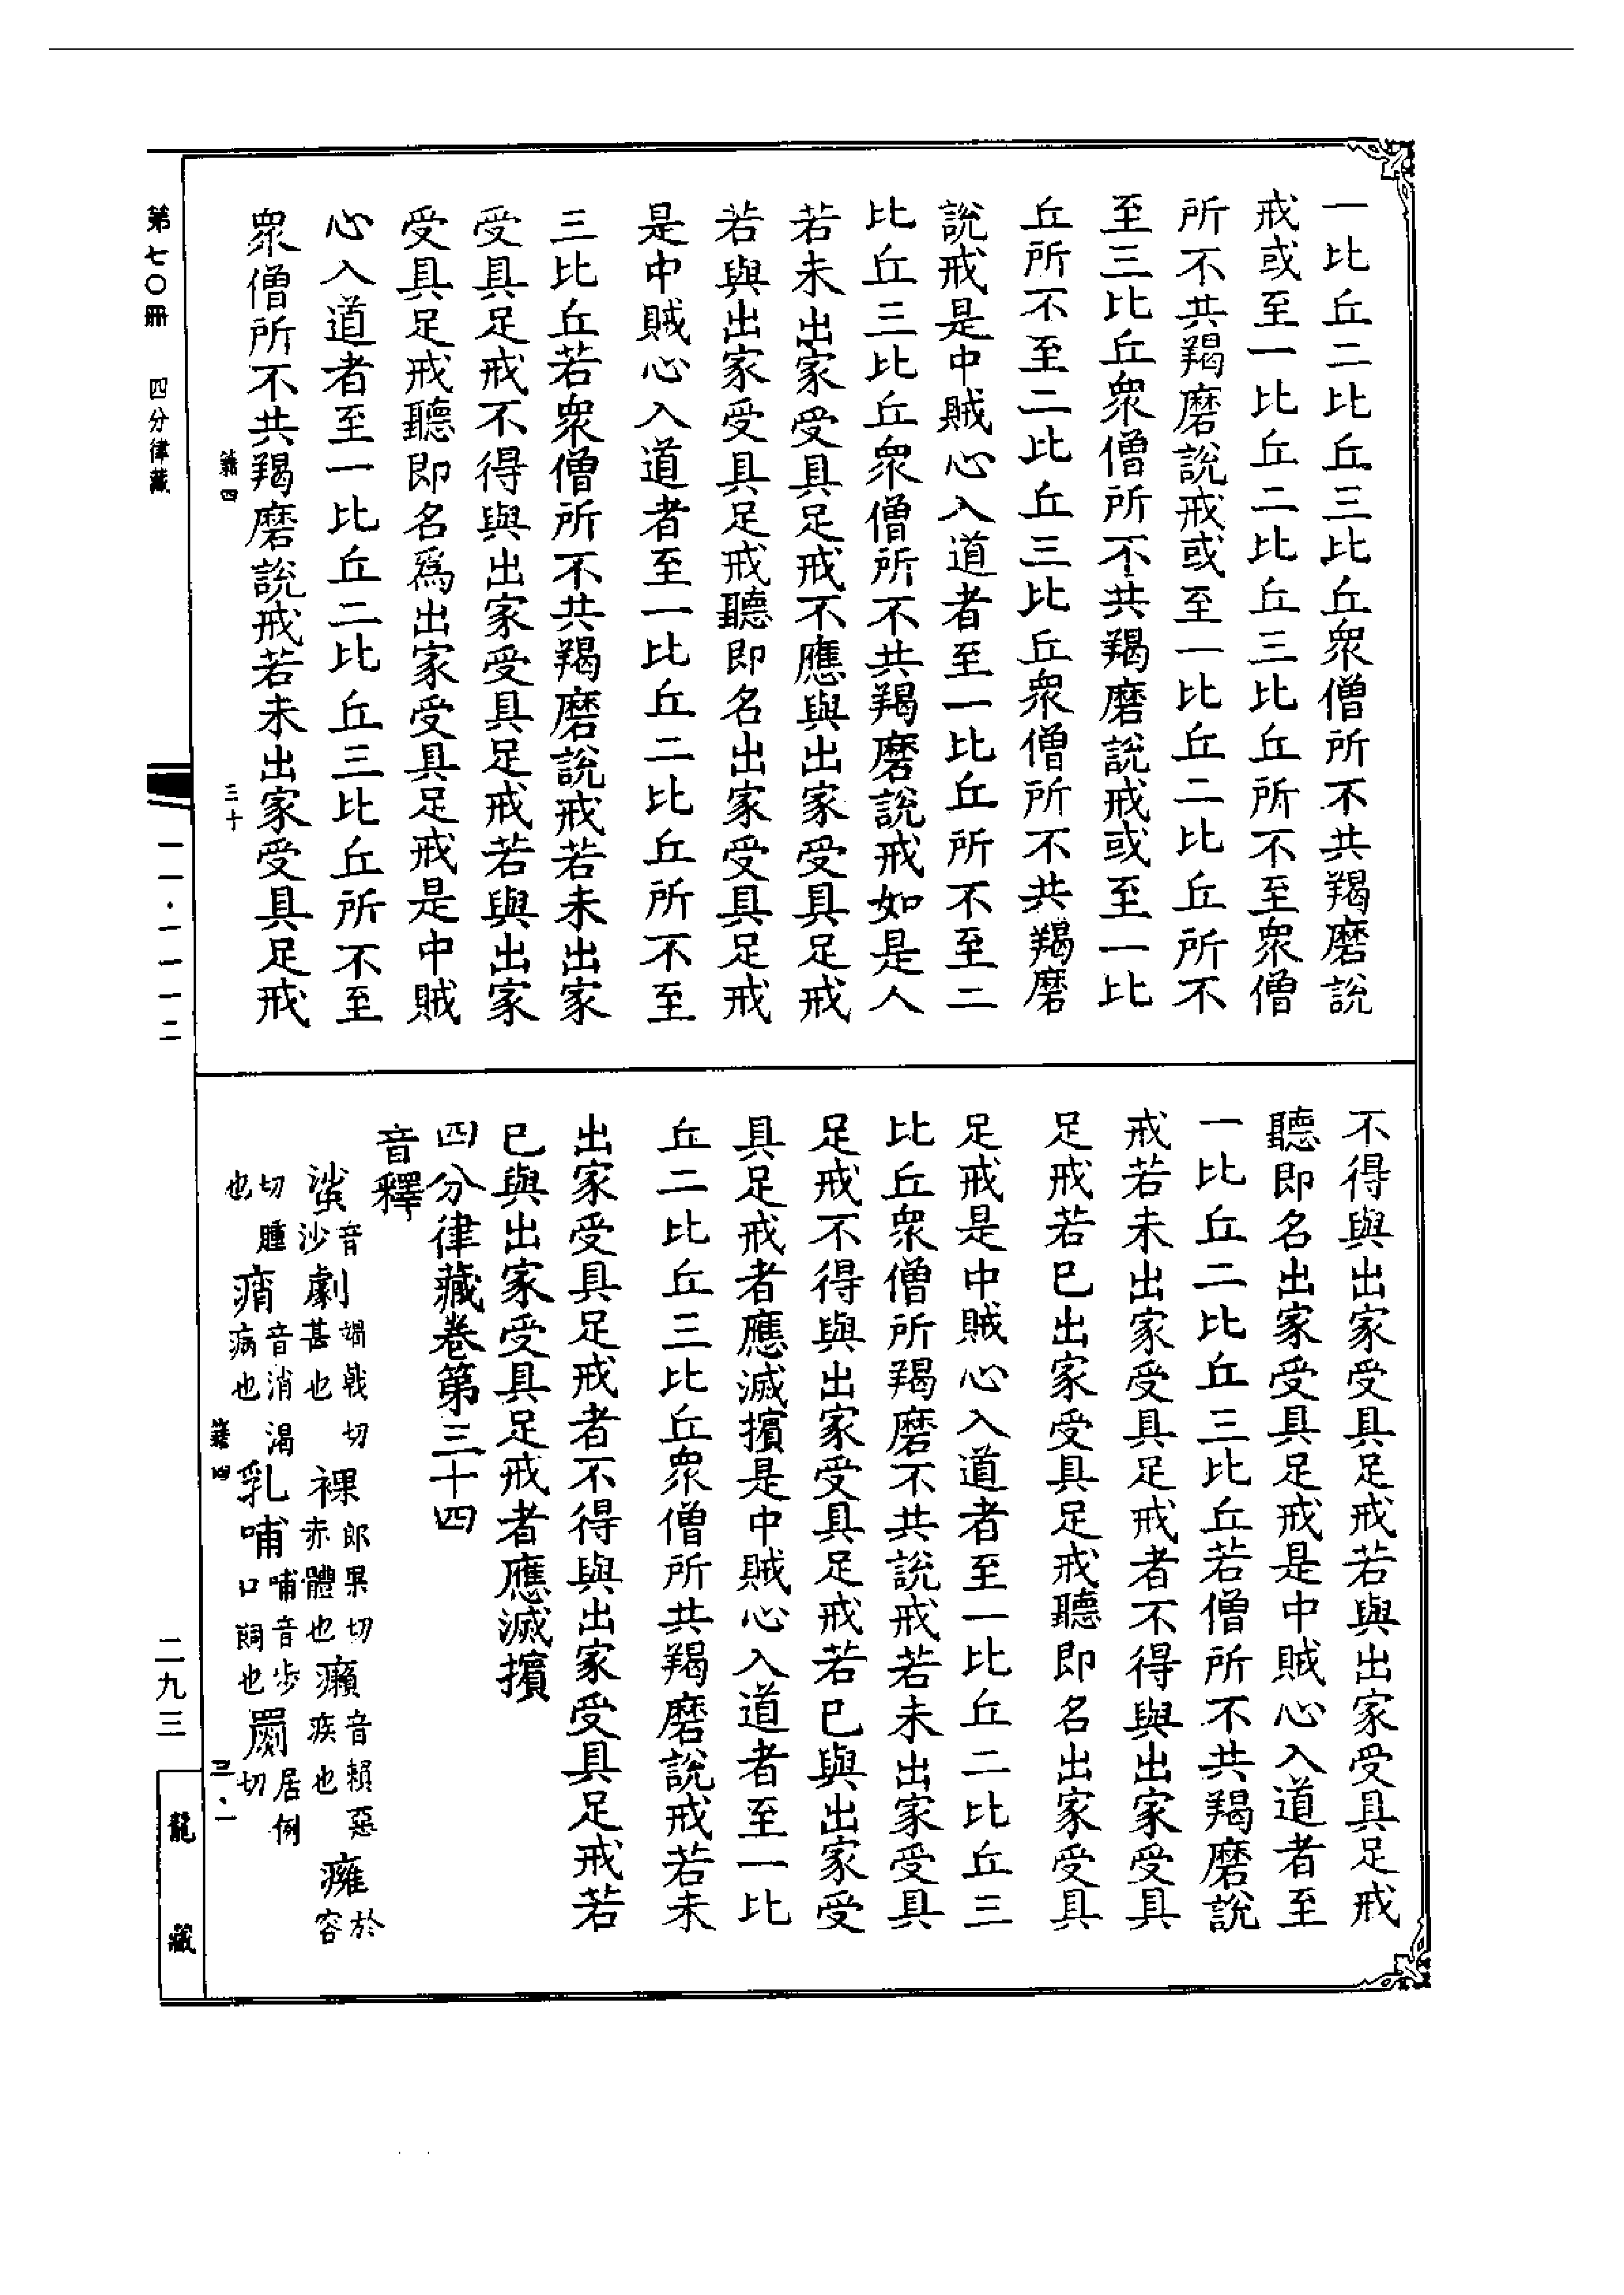 一比丘二比丘三比丘衆僧所不共羯磨說
戒或至一比丘二比丘三比丘所不至衆僧
所不共羯磨說戒或至一比丘二比丘所不
至三比丘衆僧所不共羯磨說戒或至一比
丘所不至二比丘三比丘衆僧所不共羯磨
說戒是中賊心入道者至一比丘所不至二
比丘三比丘衆僧所不共羯磨說戒如是人
若未出家受具足戒不應與出家受具足戒
若與出家受具足戒聽即名出家受具足戒
是中賊心入道者至一比丘二比丘所不至
三比丘若衆僧所不共羯磨說戒若未出家
受具足戒不得與出家受具足戒若與出家
受具足戒聽即名爲出家受具足戒是中賊
心入道者至一比丘二比丘三比丘所不至
衆僧所不共羯磨說戒若未出家受具足戒
籍四 三十
不得與出家受具足戒若與出家受具足戒
聽即名出家受具足戒是中賊心入道者至
一比丘二比丘三比丘若僧所不共羯磨說
戒若未出家受具足戒者不得與出家受具
足戒若已出家受具足戒聽即名出家受具
足戒是中賊心入道者至一比丘二比丘三
比丘衆僧所羯磨不共說戒若未出家受具
足戒不得與出家受具足戒若已與出家受
具足戒者應滅擯是中賊心入道者至一比
丘二比丘三比丘衆僧所共羯磨說戒若未
出家受具足戒者不得與出家受具足戒若
已與出家受具足戒者應滅擯
四分律藏卷第三十四
音釋
鯊音沙劇竭戟切甚也裸郎果切赤體也癩音賴惡疾也癰於容
切腫也痟音消渴病也乳哺哺音步口飼也罽居例切
籍四
第七〇冊 四分律藏 一一·一一一二 二九三 龍藏